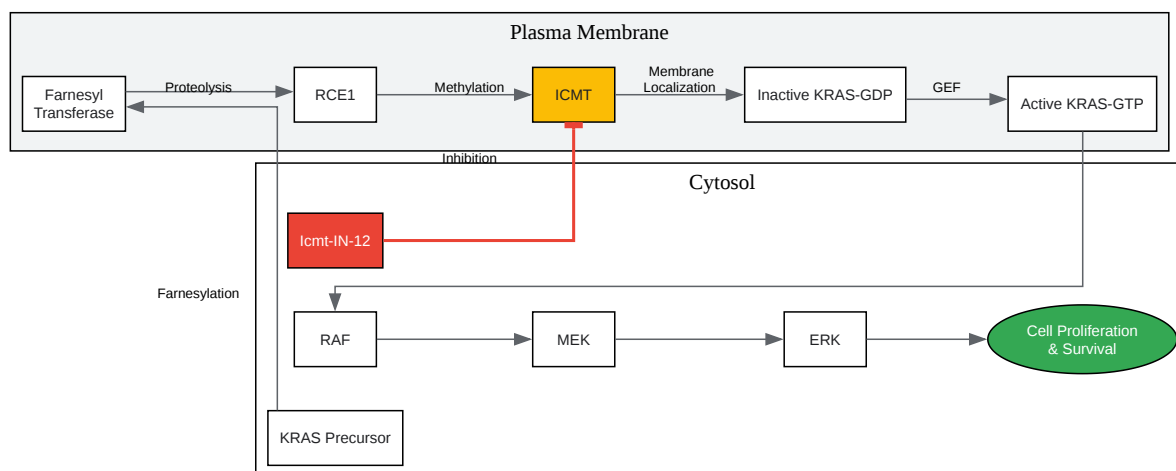 Plasma Membrane
Farnesyl
Transferase
Proteolysis
RCE1
Methylation
ICMT
Membrane
Localization
Inactive KRAS-GDP
GEF
Active KRAS-GTP
Inhibition
Cytosol
Icmt-IN-12
Farnesylation
RAF
MEK
ERK
Cell Proliferation
& Survival
KRAS Precursor